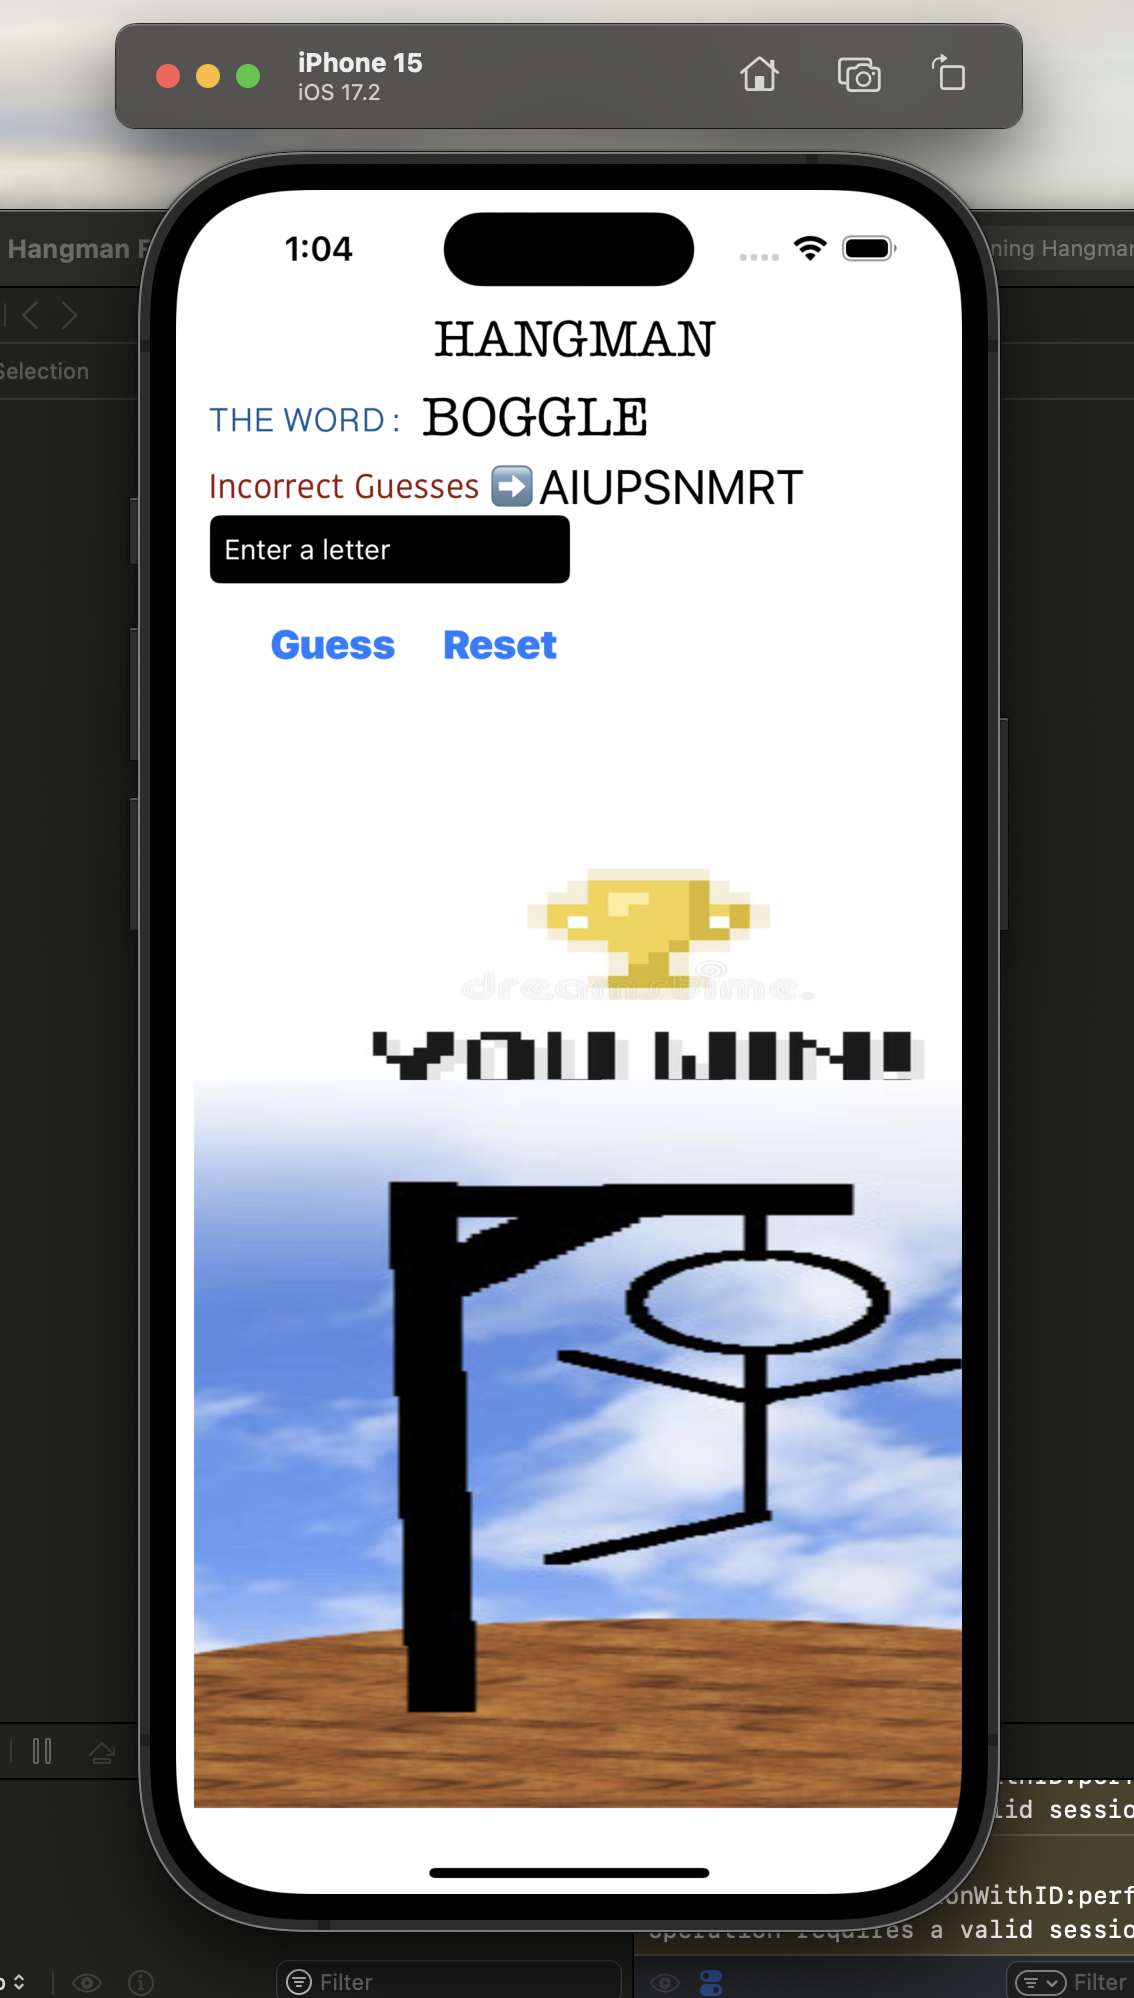 iPhone 15
iOS 17.2
Hangman
ning Hangman
1:04
HANGMAN
Selection
THE WORD : BOGGLE
Incorrect Guesses ➡️ AIUPSNMRT
Enter a letter
Guess Reset
dreamstime.
YOU WIN!
lid sessio
onWithID:perf
operation requires a valid sessio
Filter
Filter